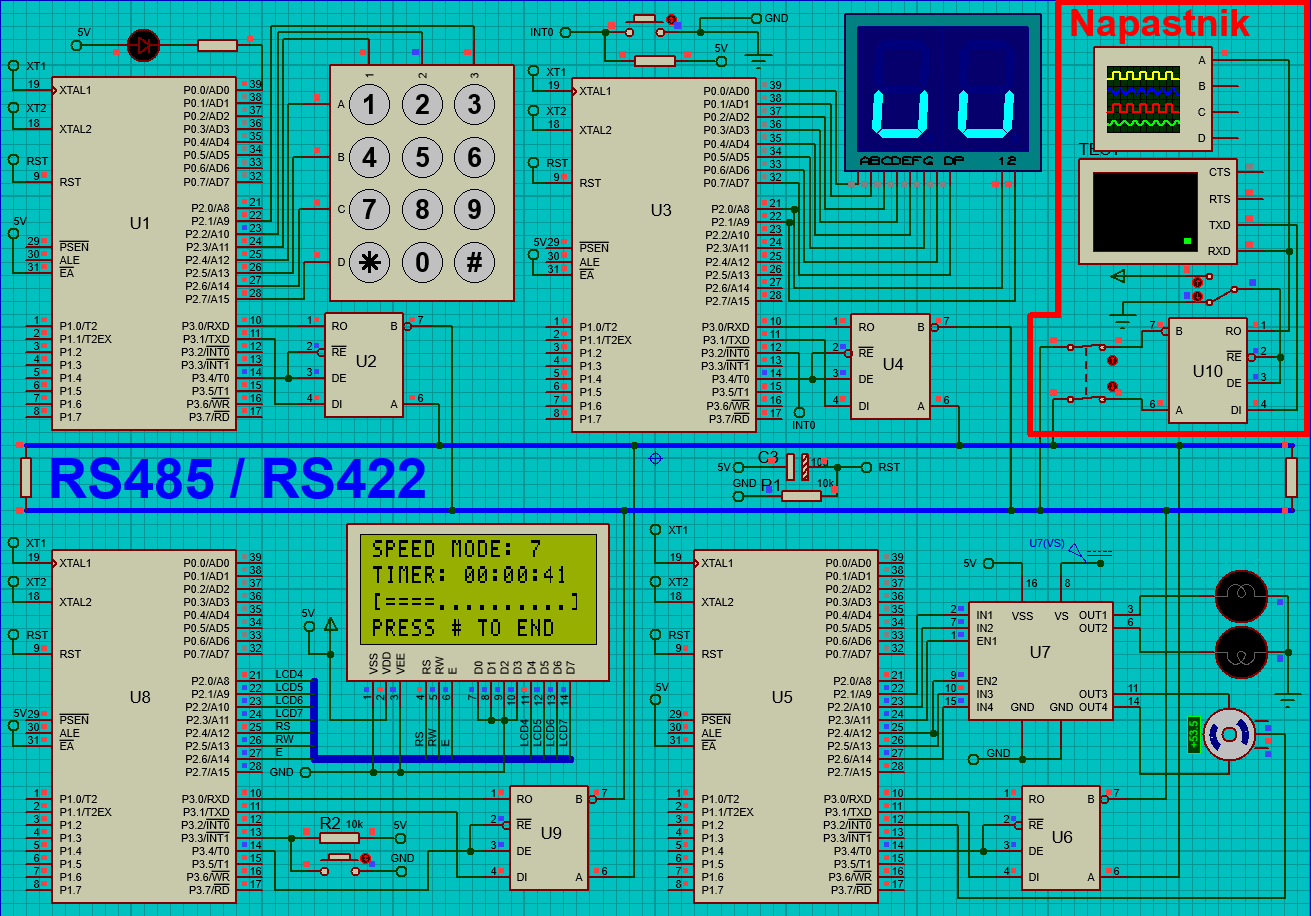 Napastnik
5V
XT1
19 XTAL1
XT2
18 XTAL2
RST
9 RST
5V
29 PSEN
30 ALE
31 EA
1 P1.0/T2
2 P1.1/T2EX
3 P1.2
4 P1.3
5 P1.4
6 P1.5
7 P1.6
8 P1.7
U1
P0.0/AD0 39
P0.1/AD1 38
P0.2/AD2 37
P0.3/AD3 36
P0.4/AD4 35
P0.5/AD5 34
P0.6/AD6 33
P0.7/AD7 32
P2.0/A8 21
P2.1/A9 22
P2.2/A10 23
P2.3/A11 24
P2.4/A12 25
P2.5/A13 26
P2.6/A14 27
P2.7/A15 28
P3.0/RXD 10
P3.1/TXD 11
P3.2/INT0 12
P3.3/INT1 13
P3.4/T0 14
P3.5/T1 15
P3.6/WR 16
P3.7/RD 17
1 2 3
A 1 2 3
B 4 5 6
C 7 8 9
D * 0 #
1 RO B 7
2 RE
U2
3 DE
4 DI A 6
INT0
GND
5V
XT1
19 XTAL1
XT2
18 XTAL2
RST
9 RST
5V 29 PSEN
30 ALE
31 EA
1 P1.0/T2
2 P1.1/T2EX
3 P1.2
4 P1.3
5 P1.4
6 P1.5
7 P1.6
8 P1.7
U3
P0.0/AD0 39
P0.1/AD1 38
P0.2/AD2 37
P0.3/AD3 36
P0.4/AD4 35
P0.5/AD5 34
P0.6/AD6 33
P0.7/AD7 32
P2.0/A8 21
P2.1/A9 22
P2.2/A10 23
P2.3/A11 24
P2.4/A12 25
P2.5/A13 26
P2.6/A14 27
P2.7/A15 28
P3.0/RXD 10
P3.1/TXD 11
P3.2/INT0 12
P3.3/INT1 13
P3.4/T0 14
P3.5/T1 15
P3.6/WR 16
P3.7/RD 17
INT0
ABCDEFG DP 12
1 RO B 7
2 RE
U4
3 DE
4 DI A 6
A
B
C
D
CTS
RTS
TXD
RXD
7 B RO 1
RE 2
U10
DE 3
6 A DI 4
RS485 / RS422
C3
5V 10u RST
GND R1 10k
XT1
19 XTAL1
XT2
18 XTAL2
RST
9 RST
5V 29 PSEN
30 ALE
31 EA
1 P1.0/T2
2 P1.1/T2EX
3 P1.2
4 P1.3
5 P1.4
6 P1.5
7 P1.6
8 P1.7
U8
P0.0/AD0 39
P0.1/AD1 38
P0.2/AD2 37
P0.3/AD3 36
P0.4/AD4 35
P0.5/AD5 34
P0.6/AD6 33
P0.7/AD7 32
P2.0/A8 21 LCD4
P2.1/A9 22 LCD5
P2.2/A10 23 LCD6
P2.3/A11 24 LCD7
P2.4/A12 25 RS
P2.5/A13 26 RW
P2.6/A14 27 E
P2.7/A15 28 GND
P3.0/RXD 10
P3.1/TXD 11
P3.2/INT0 12
P3.3/INT1 13
P3.4/T0 14
P3.5/T1 15
P3.6/WR 16
P3.7/RD 17
SPEED MODE: 7
TIMER: 00:00:41
[====..........]
PRESS # TO END
5V
VSS VDD VEE RS RW E D0 D1 D2 D3 D4 D5 D6 D7
1 2 3 4 5 6 7 8 9 10 11 12 13 14
RS RW E LCD4 LCD5 LCD6 LCD7
R2 10k 5V
GND
1 RO B 7
2 RE
U9
3 DE
4 DI A 6
XT1
19 XTAL1
XT2
18 XTAL2
RST
9 RST
5V
29 PSEN
30 ALE
31 EA
1 P1.0/T2
2 P1.1/T2EX
3 P1.2
4 P1.3
5 P1.4
6 P1.5
7 P1.6
8 P1.7
U5
P0.0/AD0 39
P0.1/AD1 38
P0.2/AD2 37
P0.3/AD3 36
P0.4/AD4 35
P0.5/AD5 34
P0.6/AD6 33
P0.7/AD7 32
P2.0/A8 21
P2.1/A9 22
P2.2/A10 23
P2.3/A11 24
P2.4/A12 25
P2.5/A13 26
P2.6/A14 27
P2.7/A15 28
P3.0/RXD 10
P3.1/TXD 11
P3.2/INT0 12
P3.3/INT1 13
P3.4/T0 14
P3.5/T1 15
P3.6/WR 16
P3.7/RD 17
U7(VS)
5V
16 8
2 IN1 VSS VS OUT1 3
7 IN2 OUT2 6
1 EN1
U7
9 EN2
10 IN3 OUT3 11
15 IN4 GND GND OUT4 14
GND
+53.5
1 RO B 7
2 RE
U6
3 DE
4 DI A 6